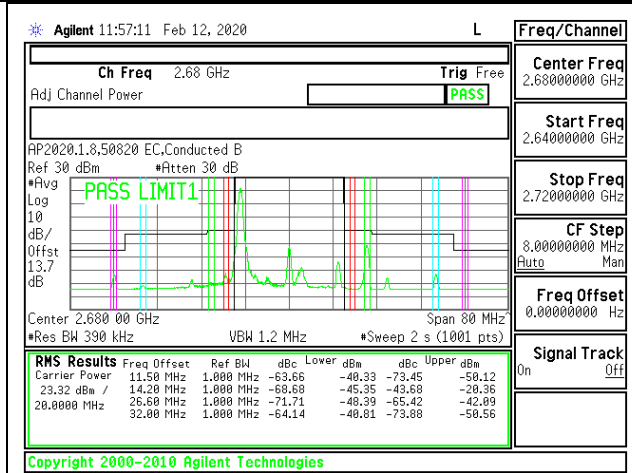 Agilent 11:57:11 Feb 12, 2020 L
Freq/Channel
Ch Freq 2.68 GHz Trig Free
Adj Channel Power PASS
AP2020.1.8,50820 EC,Conducted B
Ref 30 dBm #Atten 30 dB
#Avg
Log
10
dB/
Offst
13.7
dB
PASS LIMIT1
Center 2.680 00 GHz Span 80 MHz^
#Res BW 390 kHz VBW 1.2 MHz #Sweep 2 s (1001 pts)
RMS Results Freq Offset Ref BW dBc Lower dBm dBc Upper dBm
Carrier Power 11.50 MHz 1.000 MHz -63.66 -40.33 -73.45 -50.12
23.32 dBm / 14.20 MHz 1.000 MHz -68.68 -45.35 -43.68 -20.36
20.0000 MHz 26.60 MHz 1.000 MHz -71.71 -48.39 -65.42 -42.09
32.00 MHz 1.000 MHz -64.14 -40.81 -73.88 -50.56
Copyright 2000-2010 Agilent Technologies
Center Freq
2.68000000 GHz
Start Freq
2.64000000 GHz
Stop Freq
2.72000000 GHz
CF Step
8.00000000 MHz
Auto Man
Freq Offset
0.00000000 Hz
Signal Track
On Off